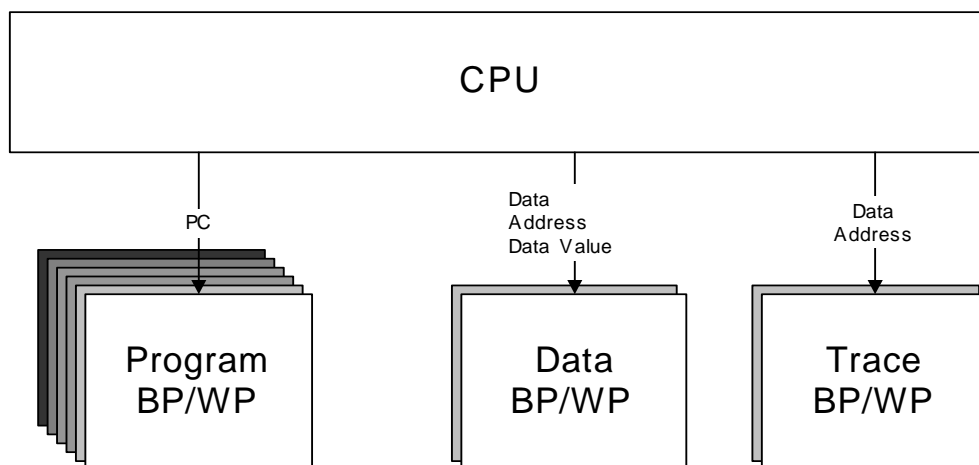 CPU
PC
Data
Address
Data Value
Data
Address
Program
BP/WP
Data
BP/WP
Trace
BP/WP